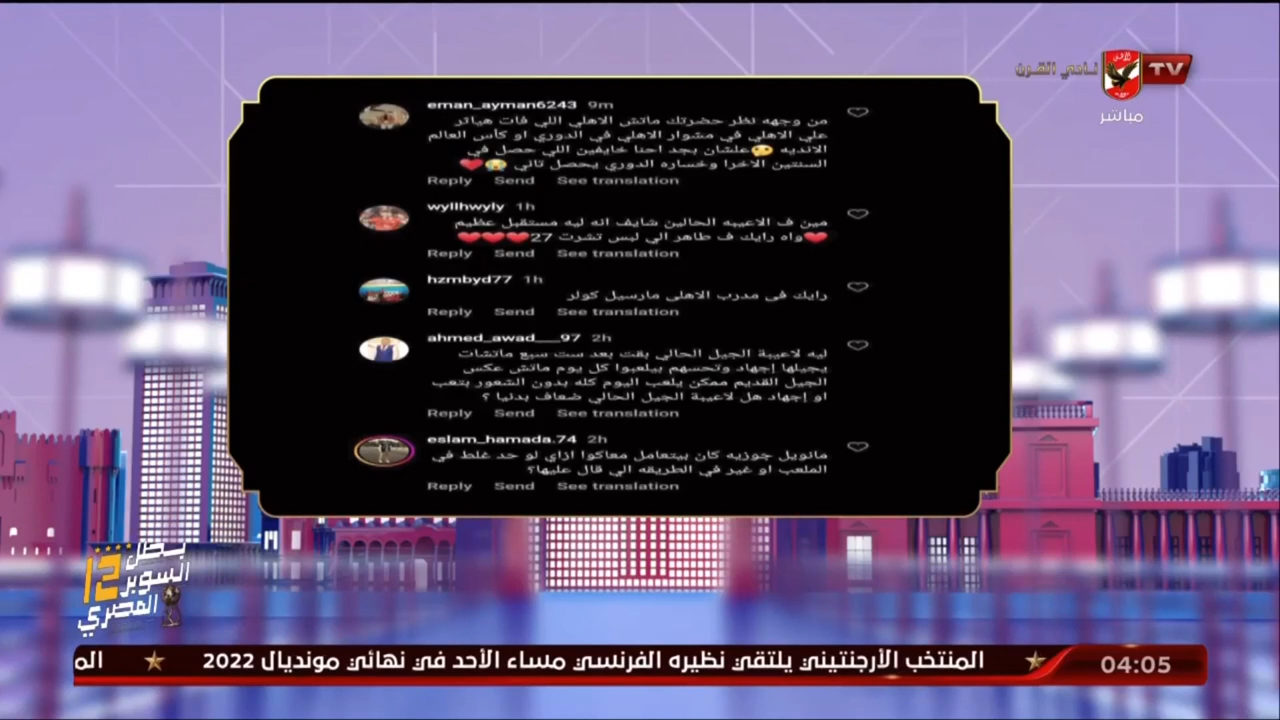 نادي القرن
TV
مباشر
eman_ayman6243 9m
من وجهه نظر حضرتك ماتش الاهلي اللي فات هياثر
علي الاهلي في مشوار الاهلي في الدوري او كأس العالم
الانديه 🤔علشان بجد احنا خايفين اللي حصل في
السنتين الاخرا وخساره الدوري يحصل تاني 😭❤️
Reply Send See translation
wyllhwyly 1h
مين ف الاعيبه الحالين شايف انه ليه مستقبل عظيم
❤️واه رايك ف طاهر الي لبس تشرت 27❤️❤️❤️
Reply Send See translation
hzmbyd77 1h
رايك فى مدرب الاهلى مارسيل كولر
Reply Send See translation
ahmed_awad___97 2h
ليه لاعيبة الجيل الحالي بقت بعد ست سبع ماتشات
يجيلها إجهاد وتحسهم بيلعبوا كل يوم ماتش عكس
الجيل القديم ممكن يلعب اليوم كله بدون الشعور بتعب
او إجهاد هل لاعيبة الجيل الحالي ضعاف بدنيا ؟
Reply Send See translation
eslam_hamada.74 2h
مانويل جوزيه كان بيتعامل معاكوا ازاي لو حد غلط في
الملعب او غير في الطريقه الي قال عليها؟
Reply Send See translation
بطل
السوبر 12
المصري
04:05 المنتخب الأرجنتيني يلتقي نظيره الفرنسي مساء الأحد في نهائي مونديال 2022 الم